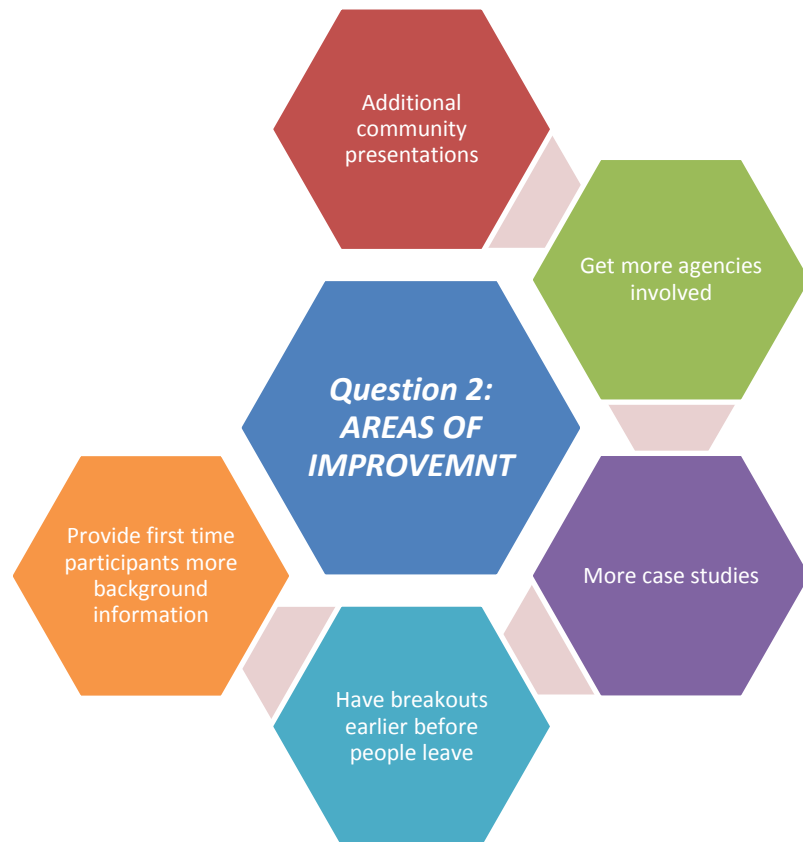 Additional
community
presentations
Get more agencies
involved
Question 2:
AREAS OF
IMPROVEMNT
Provide first time
participants more
background
information
More case studies
Have breakouts
earlier before
people leave